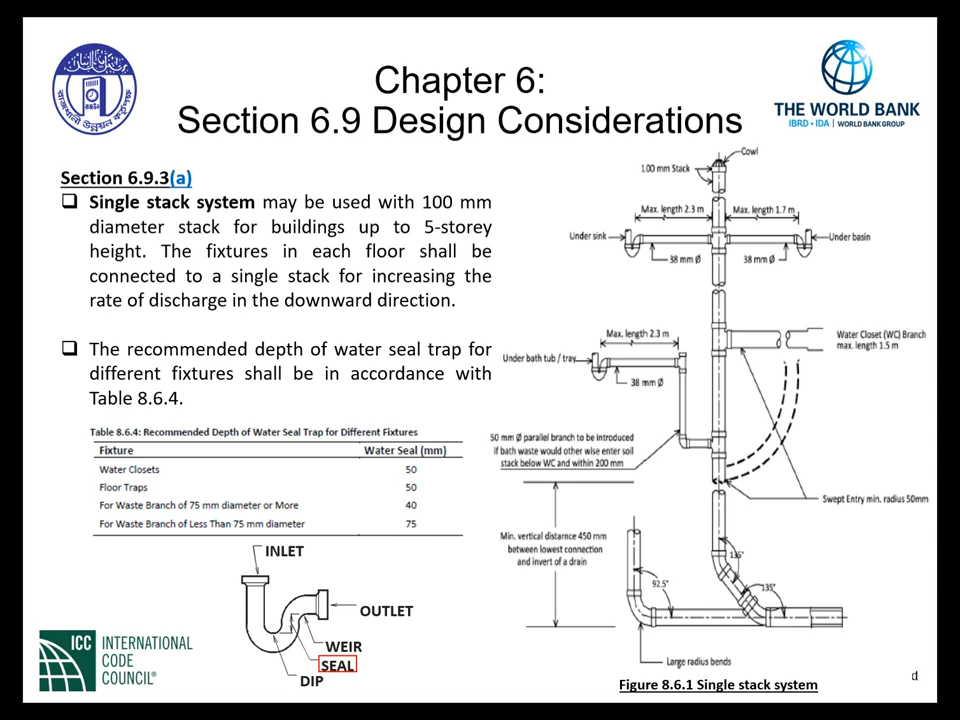 Chapter 6:
Section 6.9 Design Considerations
THE WORLD BANK
IBRD • IDA | WORLD BANK GROUP
Section 6.9.3(a)
❑ Single stack system may be used with 100 mm
diameter stack for buildings up to 5-storey
height. The fixtures in each floor shall be
connected to a single stack for increasing the
rate of discharge in the downward direction.
❑ The recommended depth of water seal trap for
different fixtures shall be in accordance with
Table 8.6.4.
Table 8.6.4: Recommended Depth of Water Seal Trap for Different Fixtures
Fixture Water Seal (mm)
Water Closets 50
Floor Traps 50
For Waste Branch of 75 mm diameter or More 40
For Waste Branch of Less Than 75 mm diameter 75
INLET
OUTLET
WEIR
SEAL
DIP
ICC INTERNATIONAL
CODE
COUNCIL®
Cowl
100 mm Stack
Max. length 2.3 m
Max. length 1.7 m
Under sink
Under basin
38 mm Ø
38 mm Ø
Max. length 2.3 m
Water Closet (WC) Branch
max. length 1.5 m
Under bath tub / tray
38 mm Ø
50 mm Ø parallel branch to be introduced
if bath waste would other wise enter soil
stack below WC and within 200 mm
Swept Entry min. radius 50mm
Min. vertical distarnce 450 mm
between lowest connection
and invert of a drain
135°
92.5°
135°
Large radius bends
Figure 8.6.1 Single stack system
d